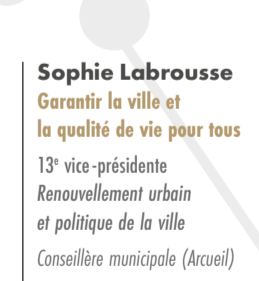 Sophie Labrousse
Garantir la ville et
la qualité de vie pour tous
13e vice-présidente
Renouvellement urbain
et politique de la ville
Conseillère municipale (Arcueil)